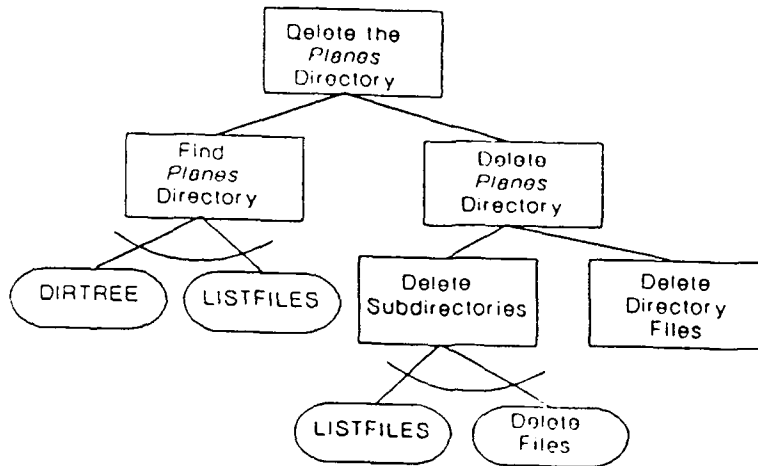 Delete the
Planes
Directory
Find
Planes
Directory
Delete
Planes
Directory
DIRTREE
LISTFILES
Delete
Subdirectories
Delete
Directory
Files
LISTFILES
Delete
Files